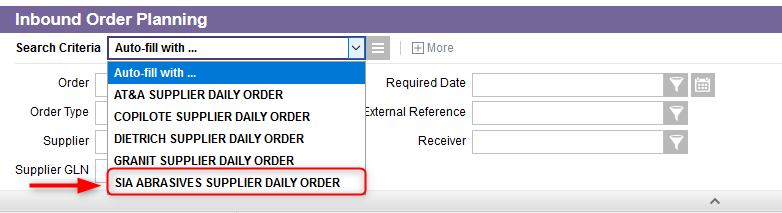 Inbound Order Planning
Search Criteria Auto-fill with ... More
Auto-fill with ...
AT&A SUPPLIER DAILY ORDER
COPILOTE SUPPLIER DAILY ORDER
DIETRICH SUPPLIER DAILY ORDER
GRANIT SUPPLIER DAILY ORDER
SIA ABRASIVES SUPPLIER DAILY ORDER
Order Required Date
Order Type External Reference
Supplier Receiver
Supplier GLN